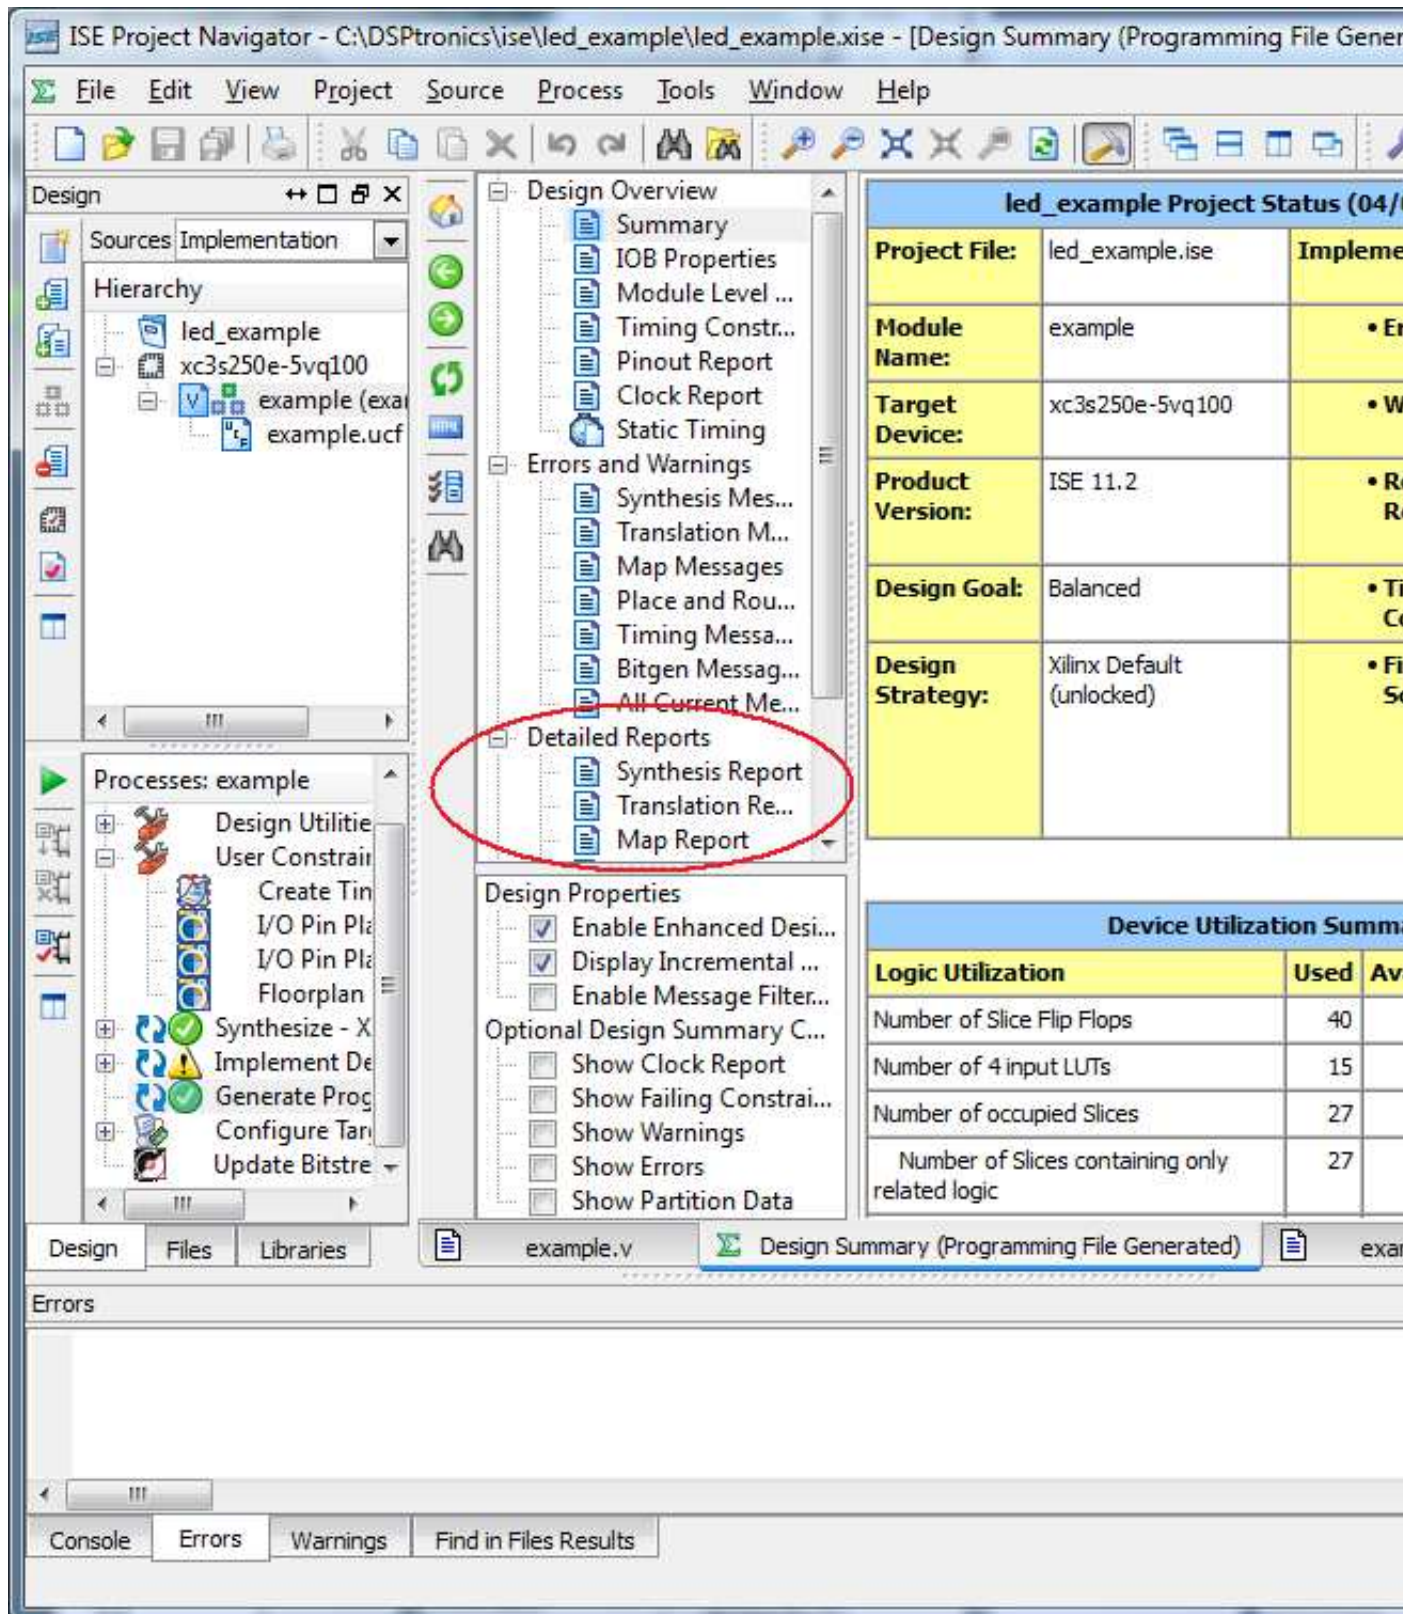 ISE Project Navigator - C:\DSPtronics\ise\led_example\led_example.xise - [Design Summary (Programming File Gener
File Edit View Project Source Process Tools Window Help
Design
Sources Implementation
Hierarchy
led_example
xc3s250e-5vq100
example (exa
example.ucf
Processes: example
Design Utilitie
User Constrair
Create Tin
I/O Pin Pla
I/O Pin Pla
Floorplan
Synthesize - X
Implement De
Generate Prog
Configure Tar
Update Bitstre
Design Files Libraries
Design Overview
Summary
IOB Properties
Module Level ...
Timing Constr...
Pinout Report
Clock Report
Static Timing
Errors and Warnings
Synthesis Mes...
Translation M...
Map Messages
Place and Rou...
Timing Messa...
Bitgen Messag...
All Current Me...
Detailed Reports
Synthesis Report
Translation Re...
Map Report
Design Properties
Enable Enhanced Desi...
Display Incremental ...
Enable Message Filter...
Optional Design Summary C...
Show Clock Report
Show Failing Constrai...
Show Warnings
Show Errors
Show Partition Data
led_example Project Status (04/
Project File: led_example.ise Impleme
Module Name: example • Er
Target Device: xc3s250e-5vq100 • W
Product Version: ISE 11.2 • R
Design Goal: Balanced • Ti
Design Strategy: Xilinx Default (unlocked) • Fi
Device Utilization Summa
Logic Utilization Used Av
Number of Slice Flip Flops 40
Number of 4 input LUTs 15
Number of occupied Slices 27
Number of Slices containing only related logic 27
example.v Design Summary (Programming File Generated) exa
Errors
Console Errors Warnings Find in Files Results